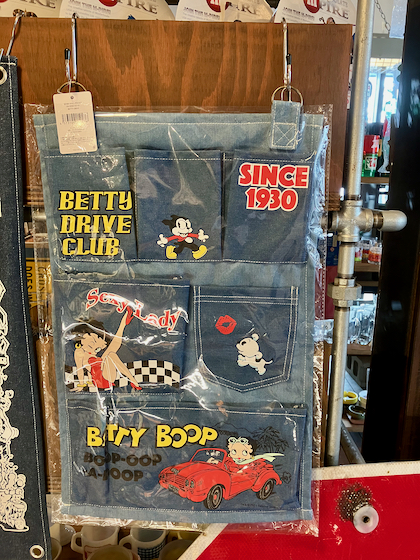 BETTY
DRIVE
CLUB
SINCE
1930
Sexy Lady
BETTY BOOP
BOOP-OOP
A-DOOP